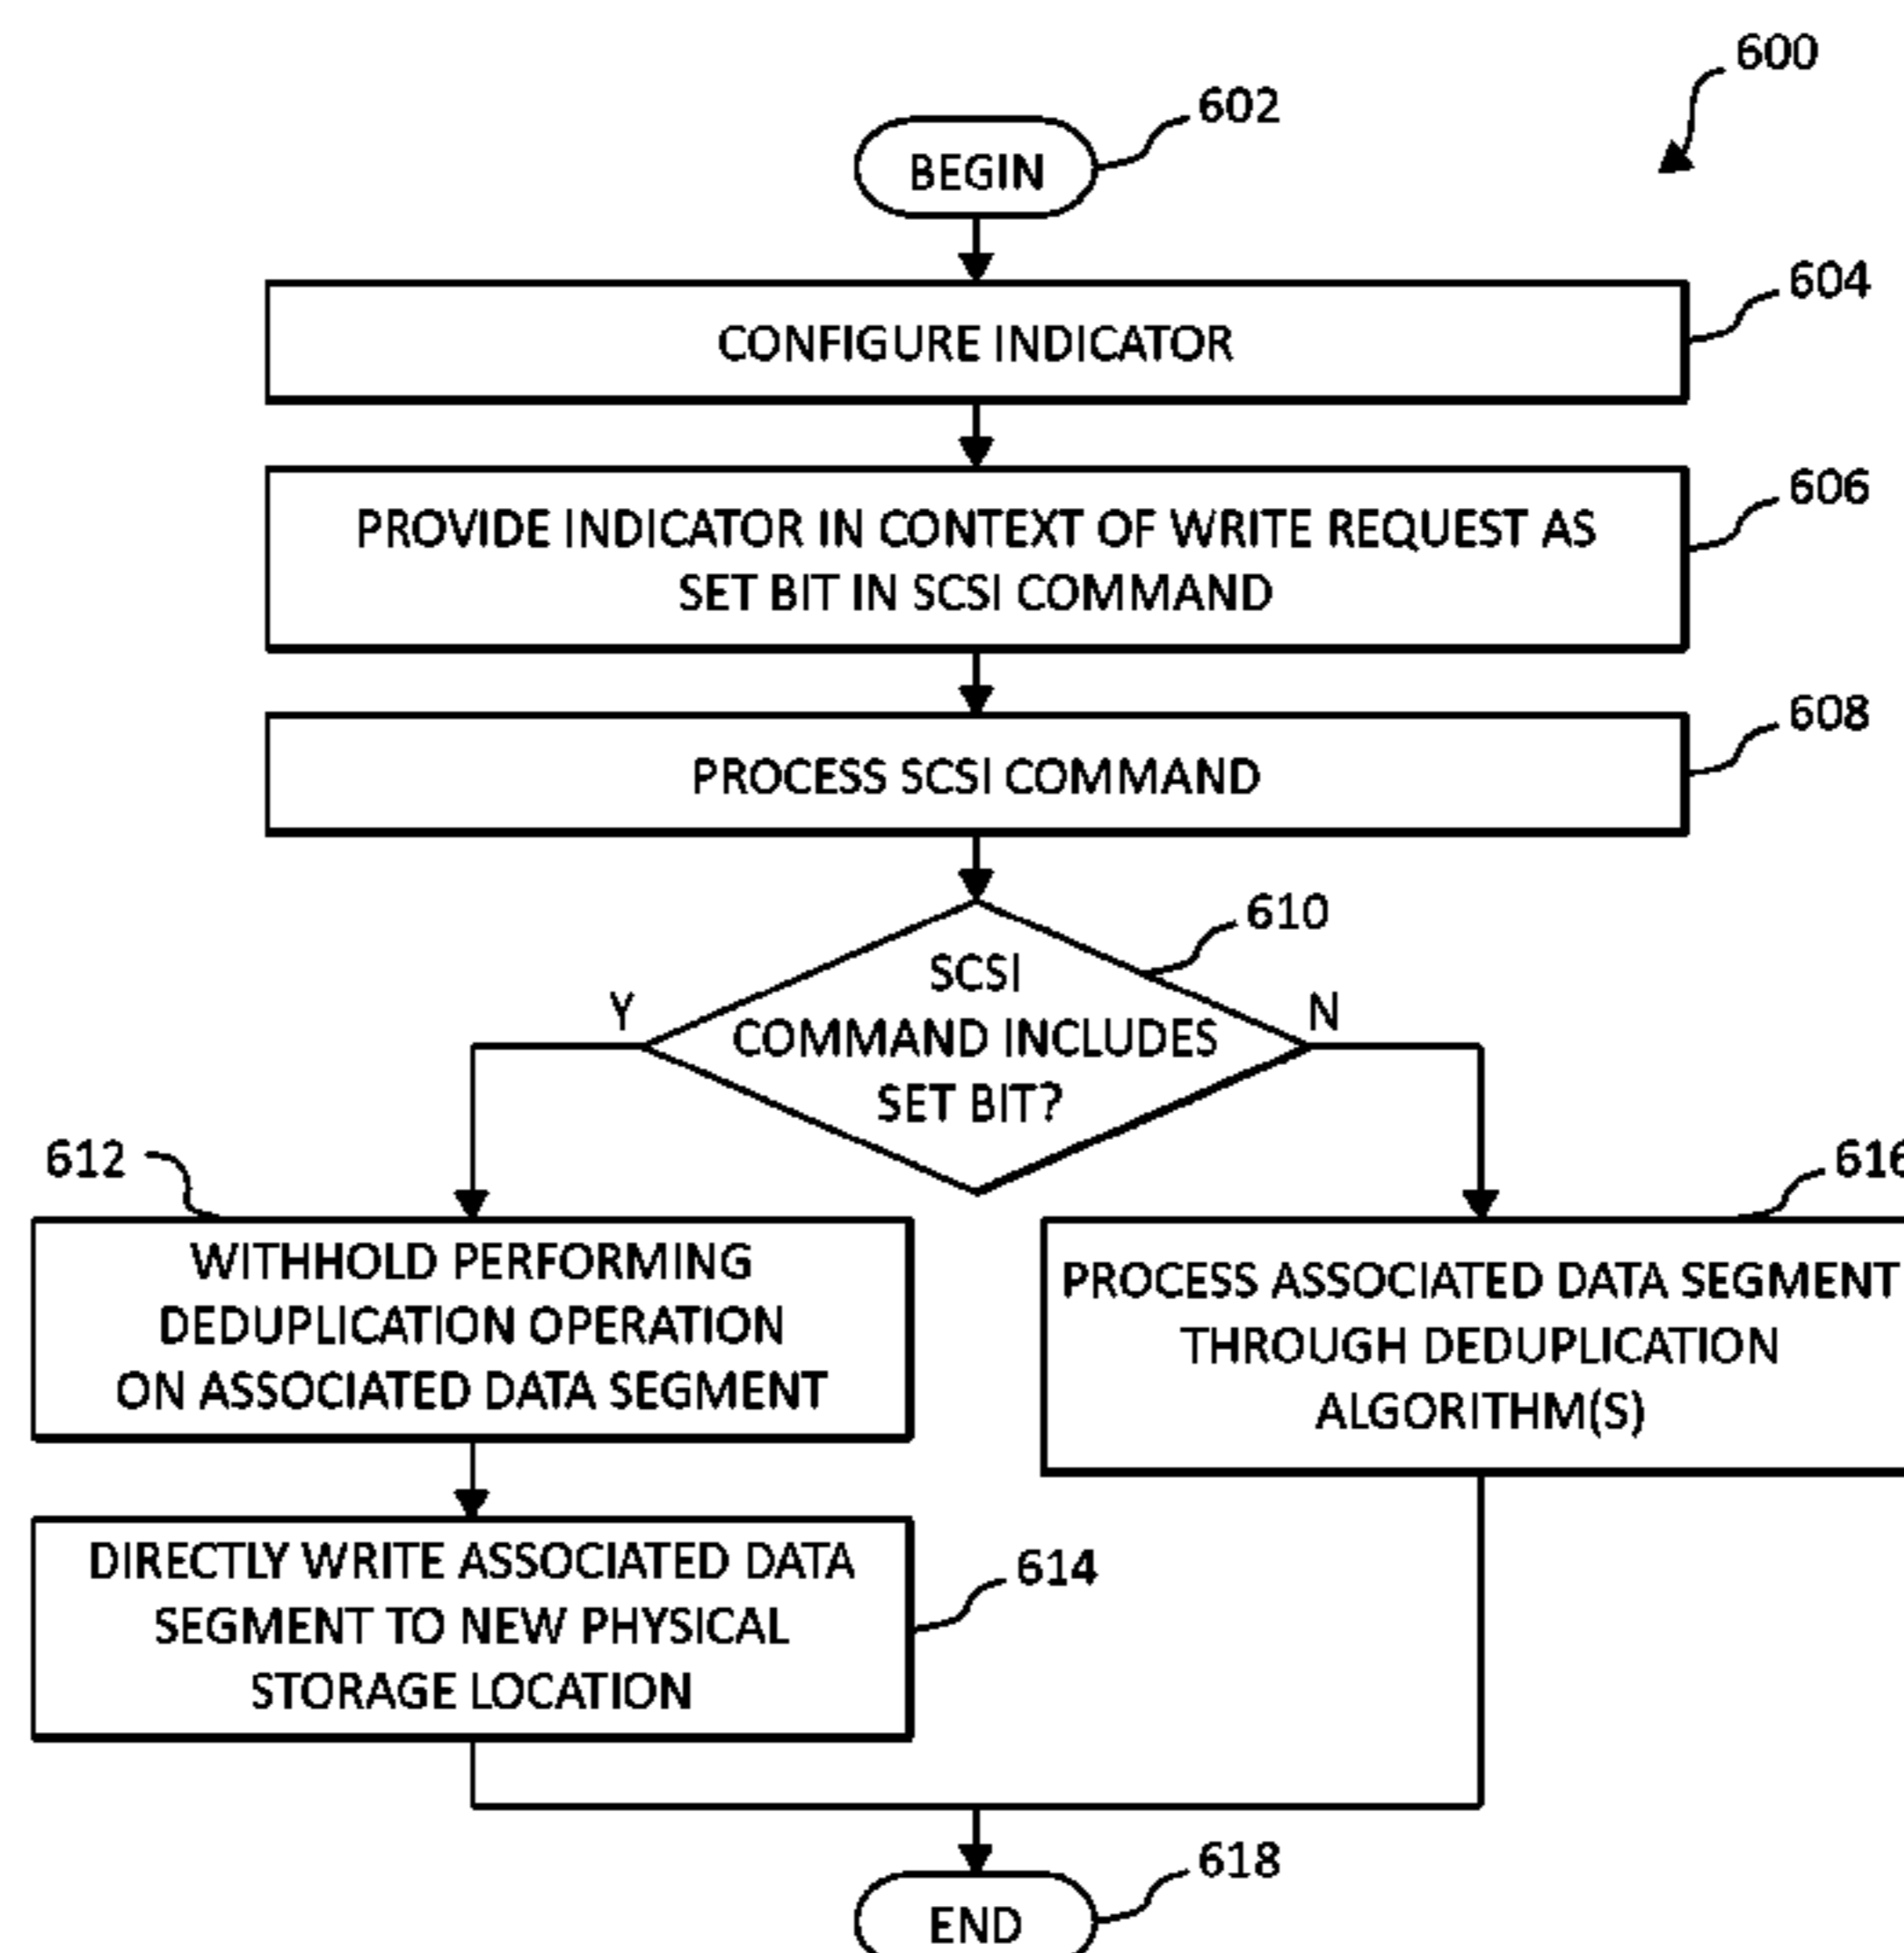 600
602
BEGIN
604
CONFIGURE INDICATOR
606
PROVIDE INDICATOR IN CONTEXT OF WRITE REQUEST AS
SET BIT IN SCSI COMMAND
608
PROCESS SCSI COMMAND
610
SCSI
COMMAND INCLUDES
SET BIT?
Y
N
612
616
WITHHOLD PERFORMING
DEDUPLICATION OPERATION
ON ASSOCIATED DATA SEGMENT
PROCESS ASSOCIATED DATA SEGMENT
THROUGH DEDUPLICATION
ALGORITHM(S)
DIRECTLY WRITE ASSOCIATED DATA
SEGMENT TO NEW PHYSICAL
STORAGE LOCATION
614
618
END